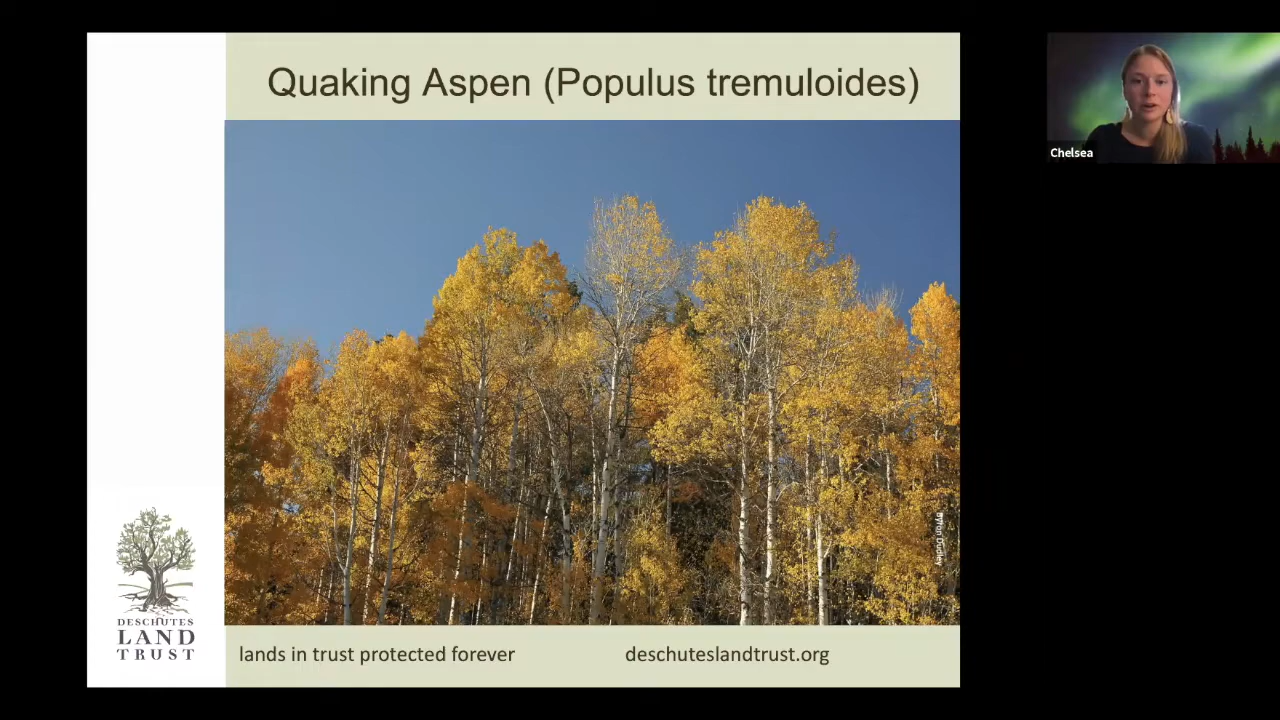 Quaking Aspen (Populus tremuloides)
Chelsea
DESCHUTES
LAND
TRUST
lands in trust protected forever
deschuteslandtrust.org